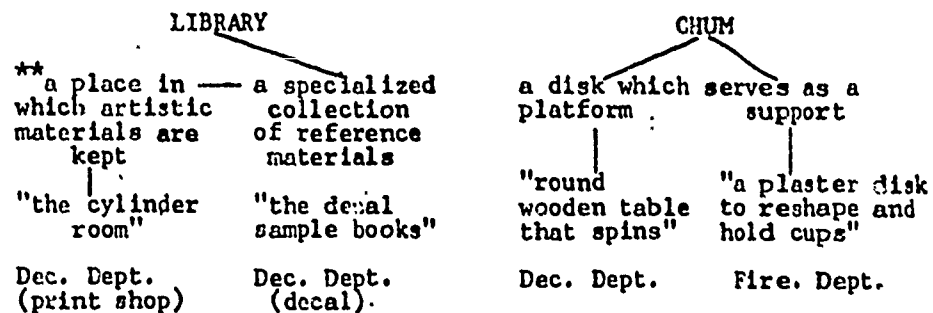 LIBRARY
**a place in
which artistic
materials are
kept
a specialized
collection
of reference
materials
"the cylinder
room"
"the decal
sample books"
Dec. Dept.
(print shop)
Dec. Dept.
(decal).
CHUM
a disk which serves as a
platform
support
"round
wooden table
that spins"
"a plaster disk
to reshape and
hold cups"
Dec. Dept.
Fire. Dept.